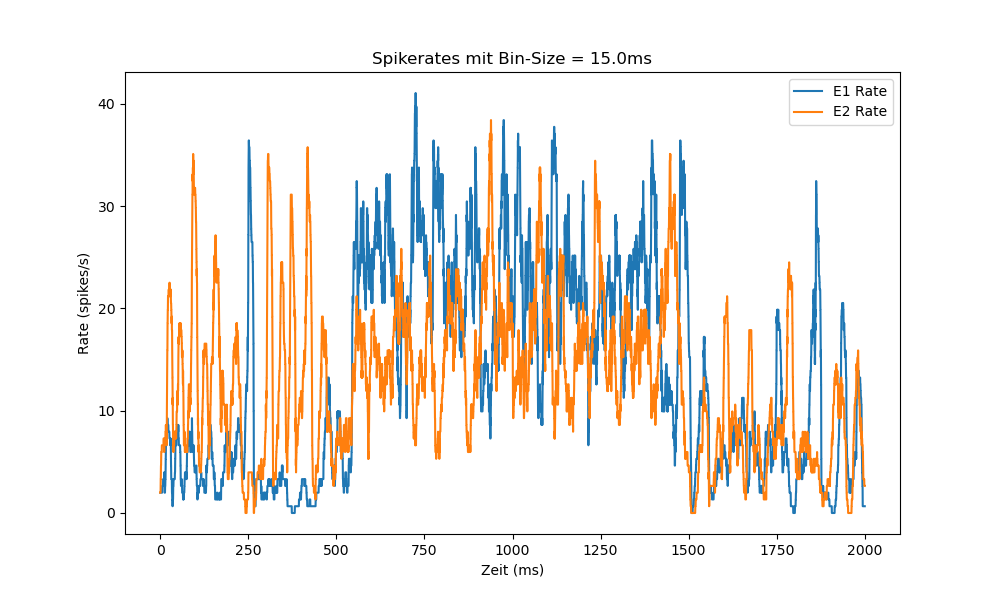 Spikerates mit Bin-Size = 15.0ms
E1 Rate
E2 Rate
Rate (spikes/s)
40
30
20
10
0
0 250 500 750 1000 1250 1500 1750 2000
Zeit (ms)